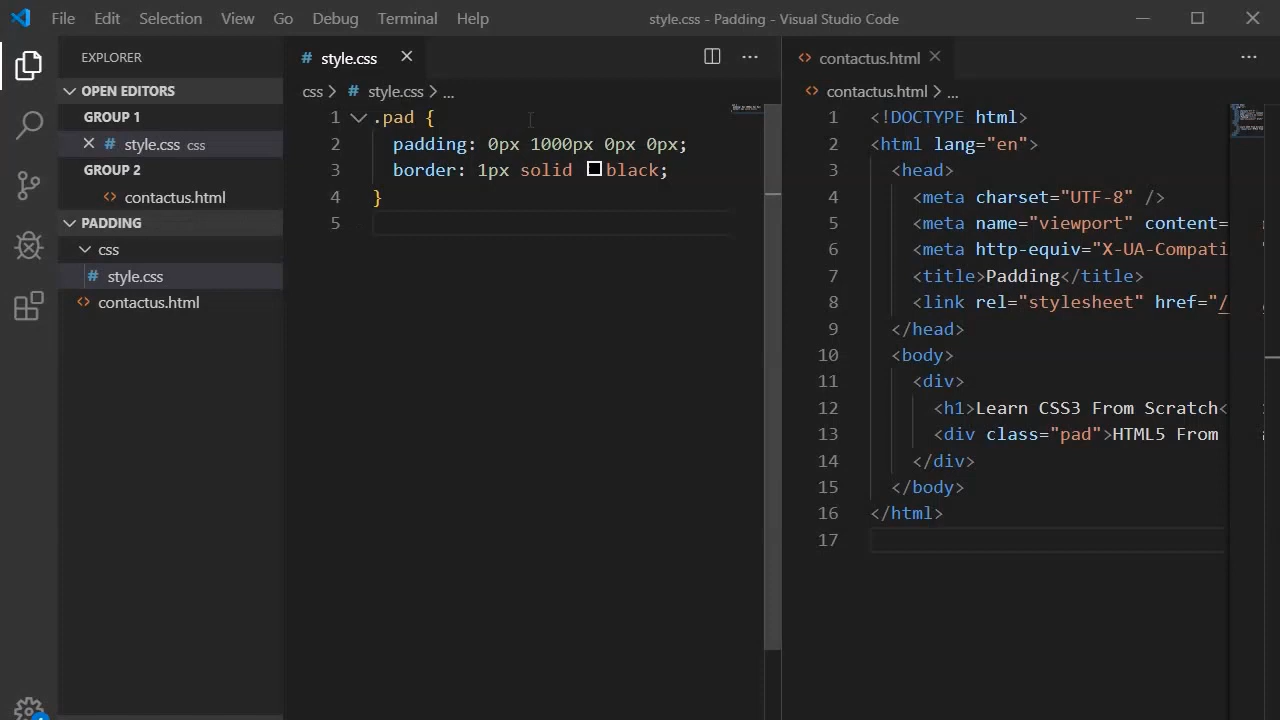 File Edit Selection View Go Debug Terminal Help style.css - Padding - Visual Studio Code
EXPLORER
OPEN EDITORS
GROUP 1
style.css css
GROUP 2
contactus.html
PADDING
css
style.css
contactus.html
# style.css
css > # style.css > ...
1 .pad {
2 padding: 0px 1000px 0px 0px;
3 border: 1px solid black;
4 }
5
contactus.html
contactus.html > ...
1 <!DOCTYPE html>
2 <html lang="en">
3 <head>
4 <meta charset="UTF-8" />
5 <meta name="viewport" content=
6 <meta http-equiv="X-UA-Compati
7 <title>Padding</title>
8 <link rel="stylesheet" href="/
9 </head>
10 <body>
11 <div>
12 <h1>Learn CSS3 From Scratch<
13 <div class="pad">HTML5 From
14 </div>
15 </body>
16 </html>
17